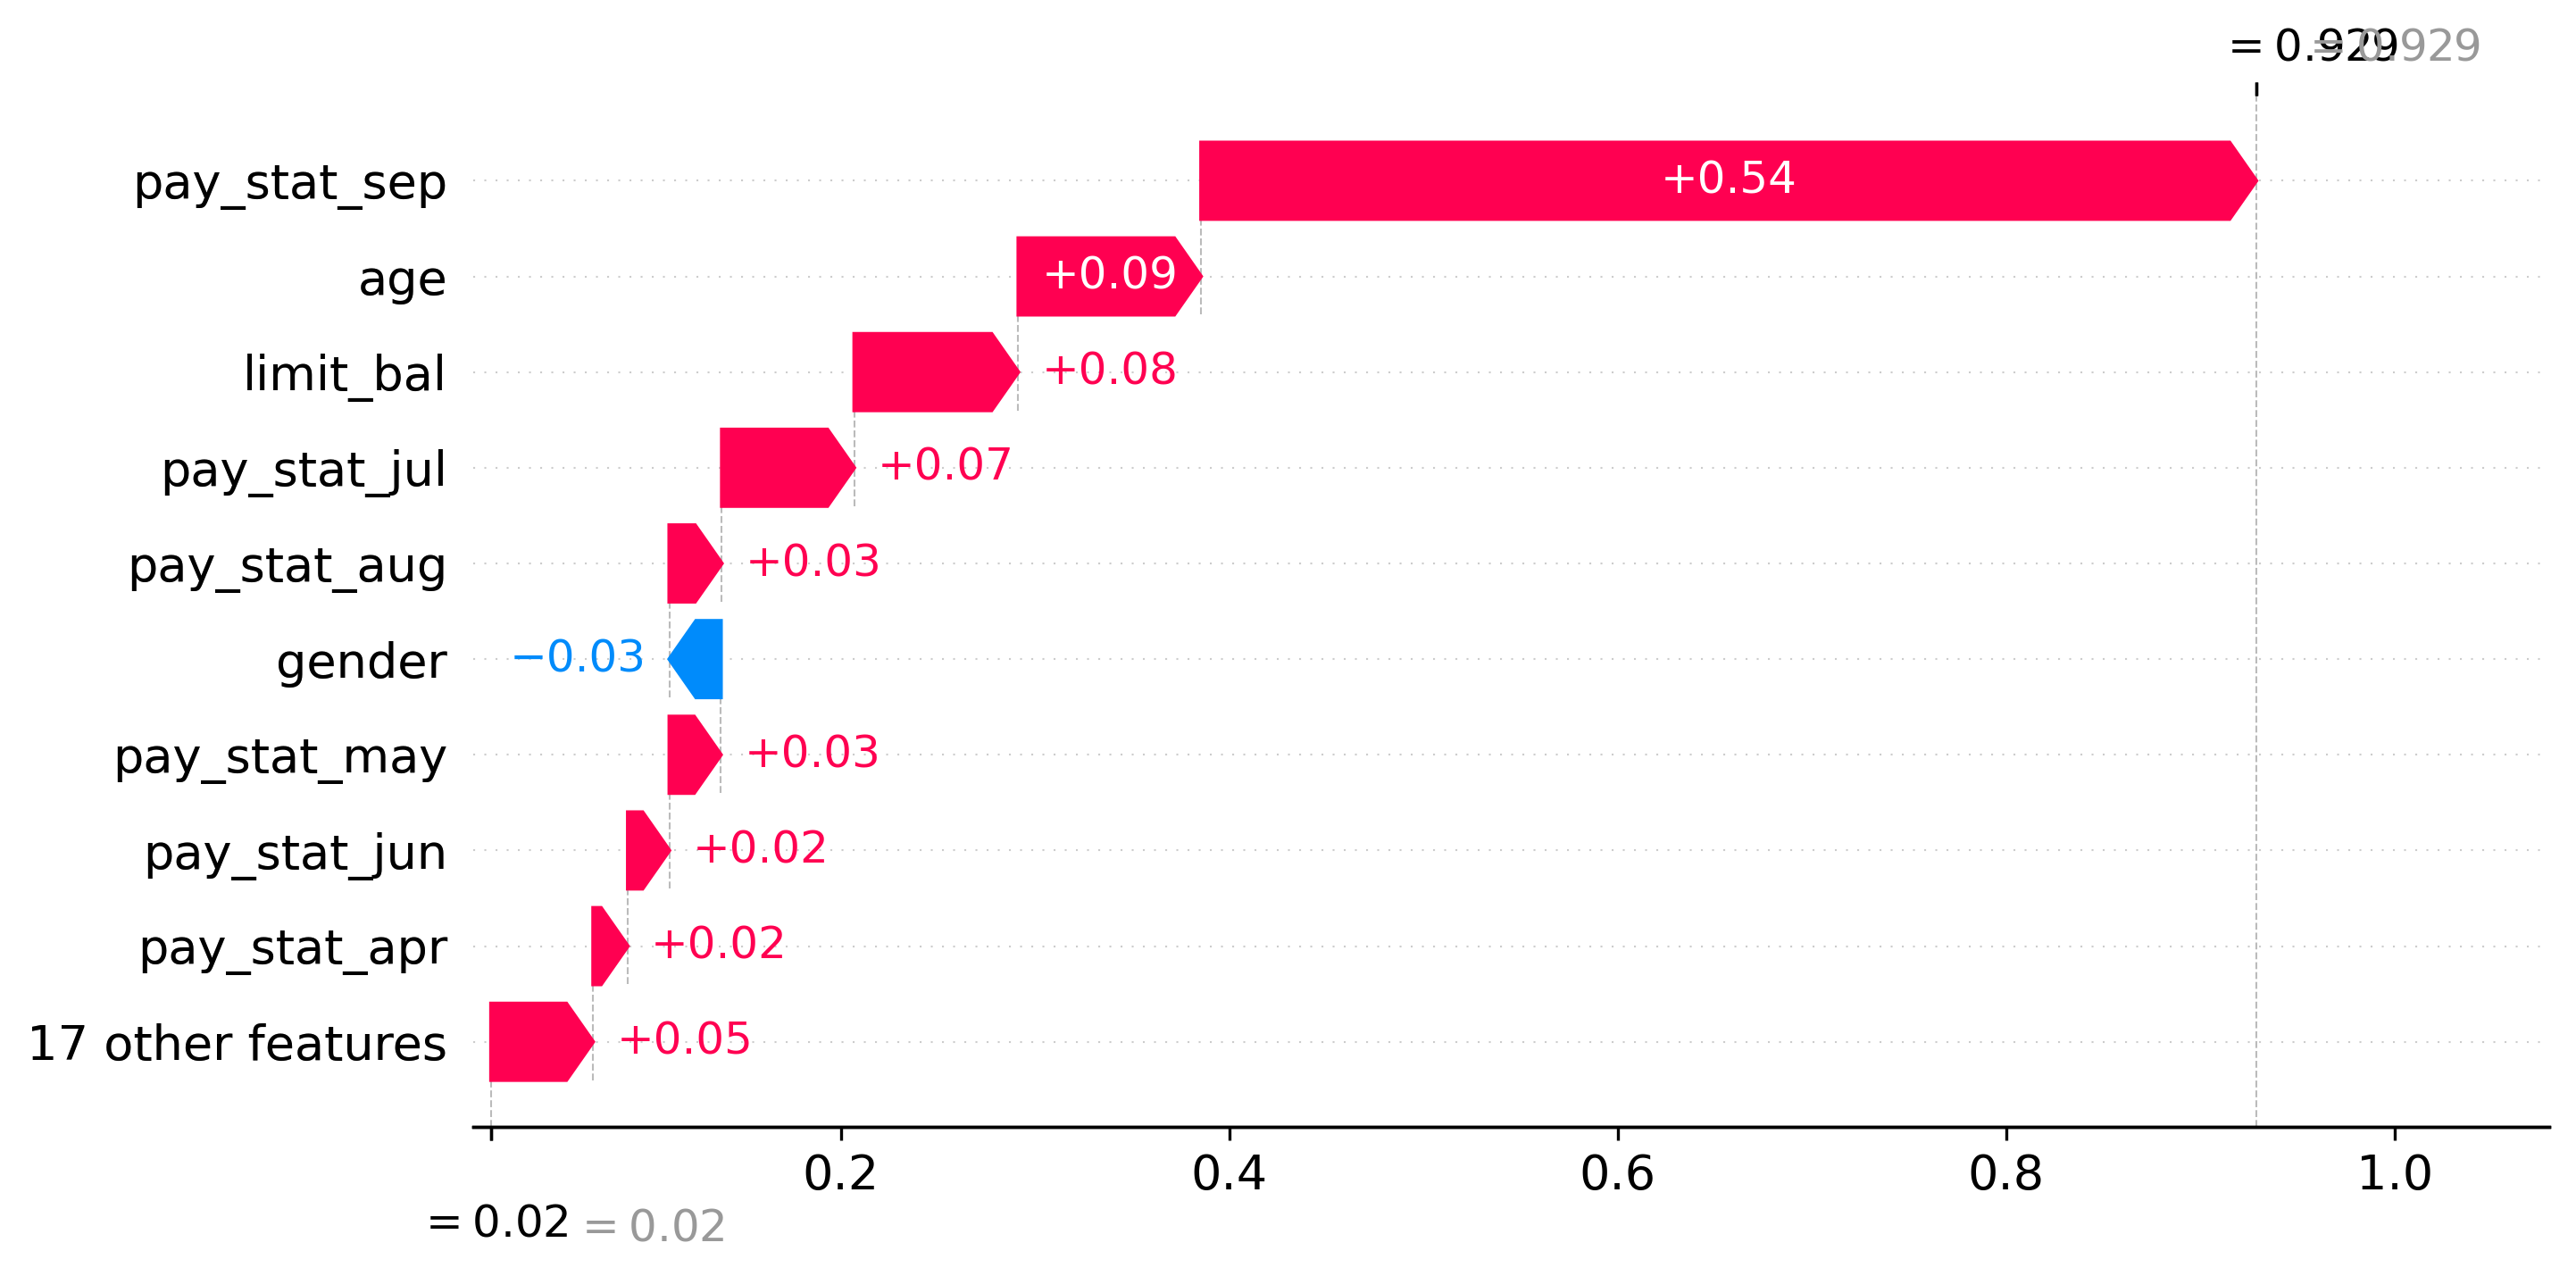 = 0.929 = 0.929
pay_stat_sep +0.54
age +0.09
limit_bal +0.08
pay_stat_jul +0.07
pay_stat_aug +0.03
gender −0.03
pay_stat_may +0.03
pay_stat_jun +0.02
pay_stat_apr +0.02
17 other features +0.05
0.2 0.4 0.6 0.8 1.0
= 0.02 = 0.02